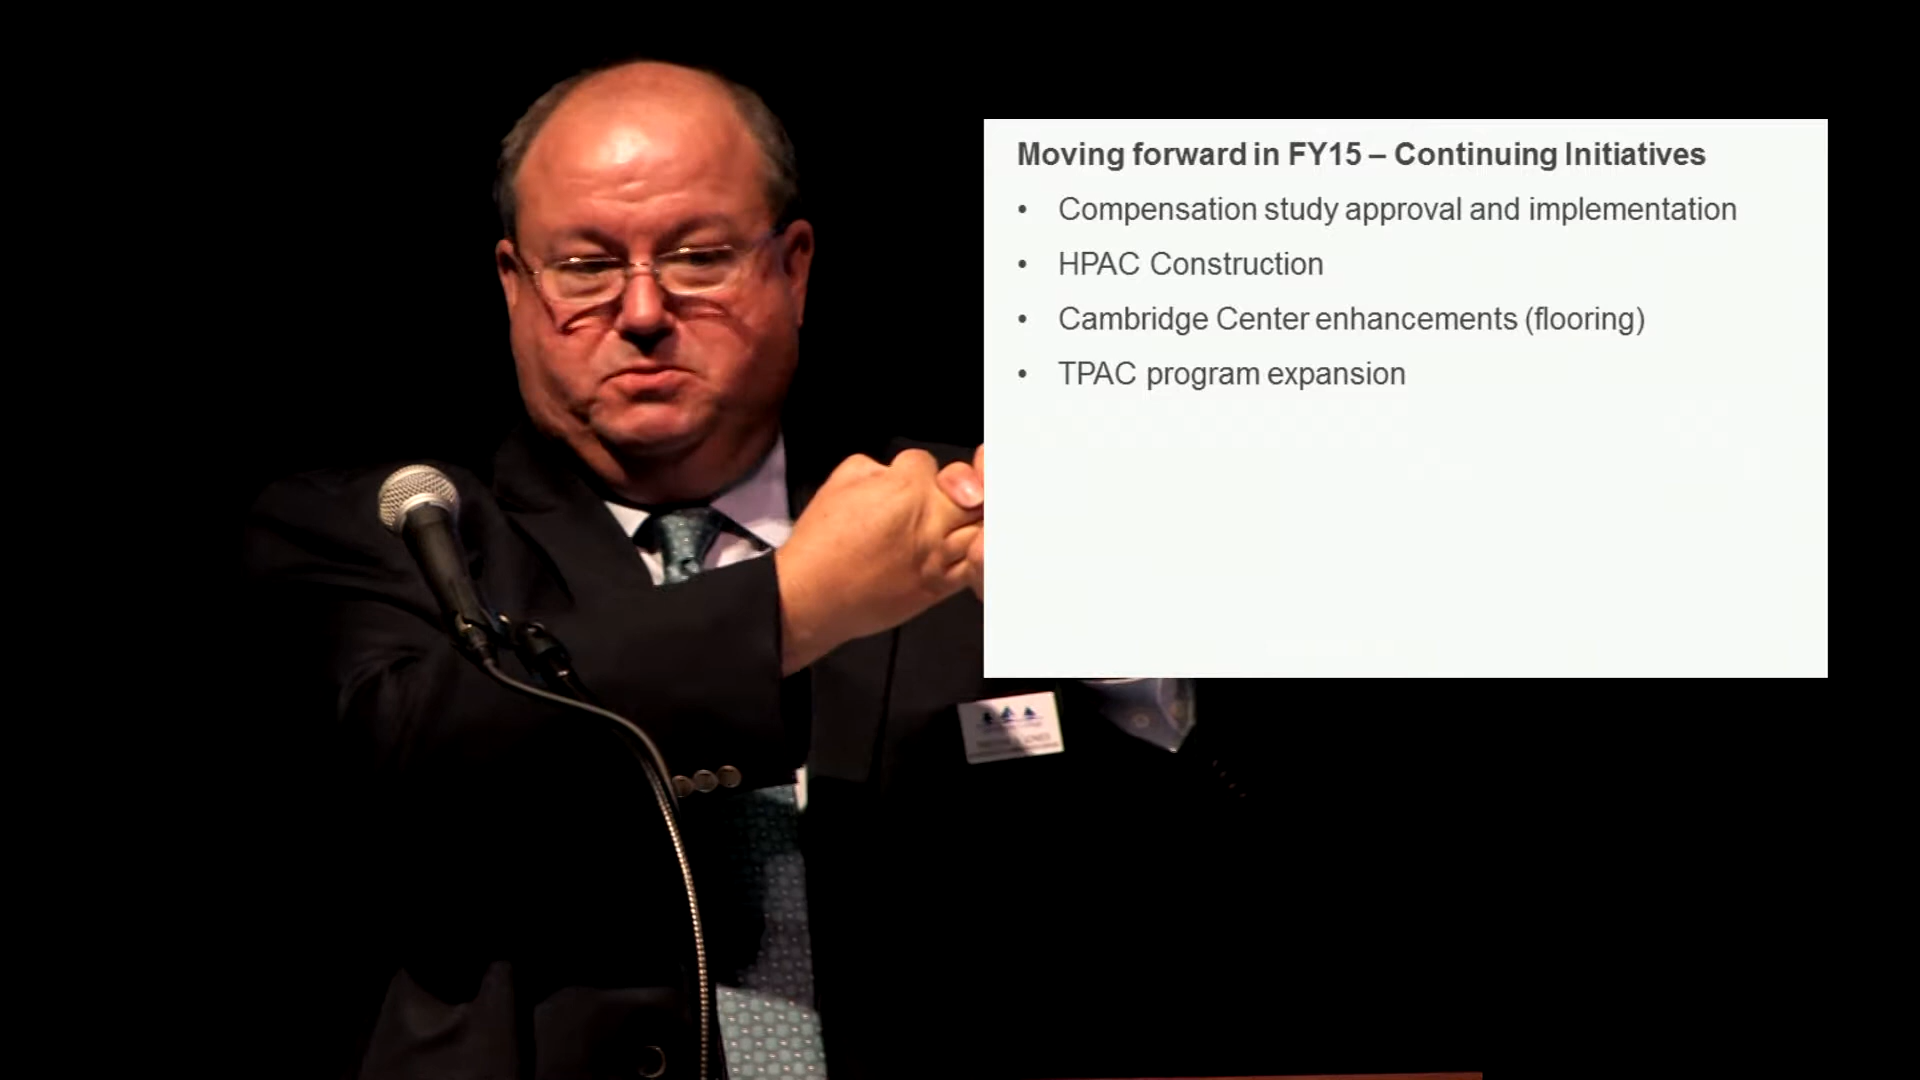 Moving forward in FY15 – Continuing Initiatives
• Compensation study approval and implementation
• HPAC Construction
• Cambridge Center enhancements (flooring)
• TPAC program expansion